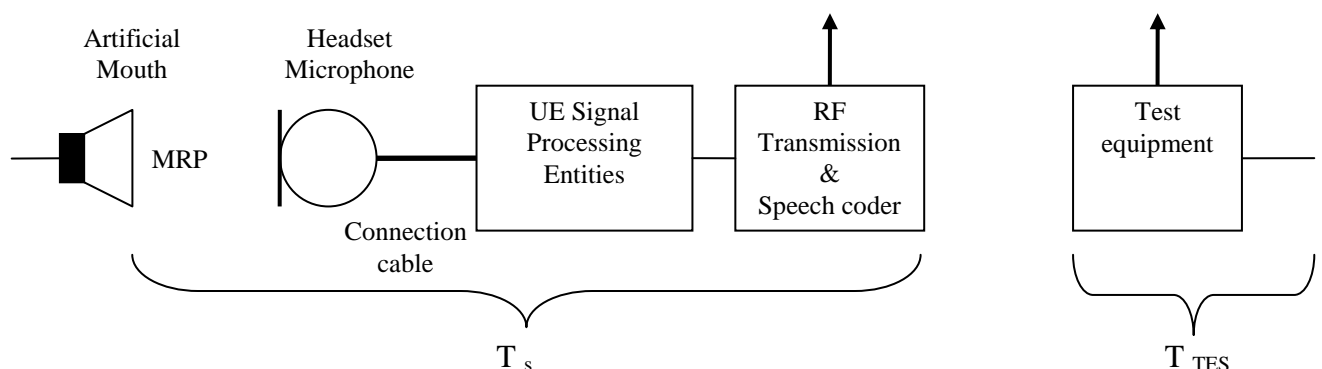 Artificial
Mouth
MRP
Headset
Microphone
Connection
cable
UE Signal
Processing
Entities
RF
Transmission
&
Speech coder
Test
equipment
T s
T TES